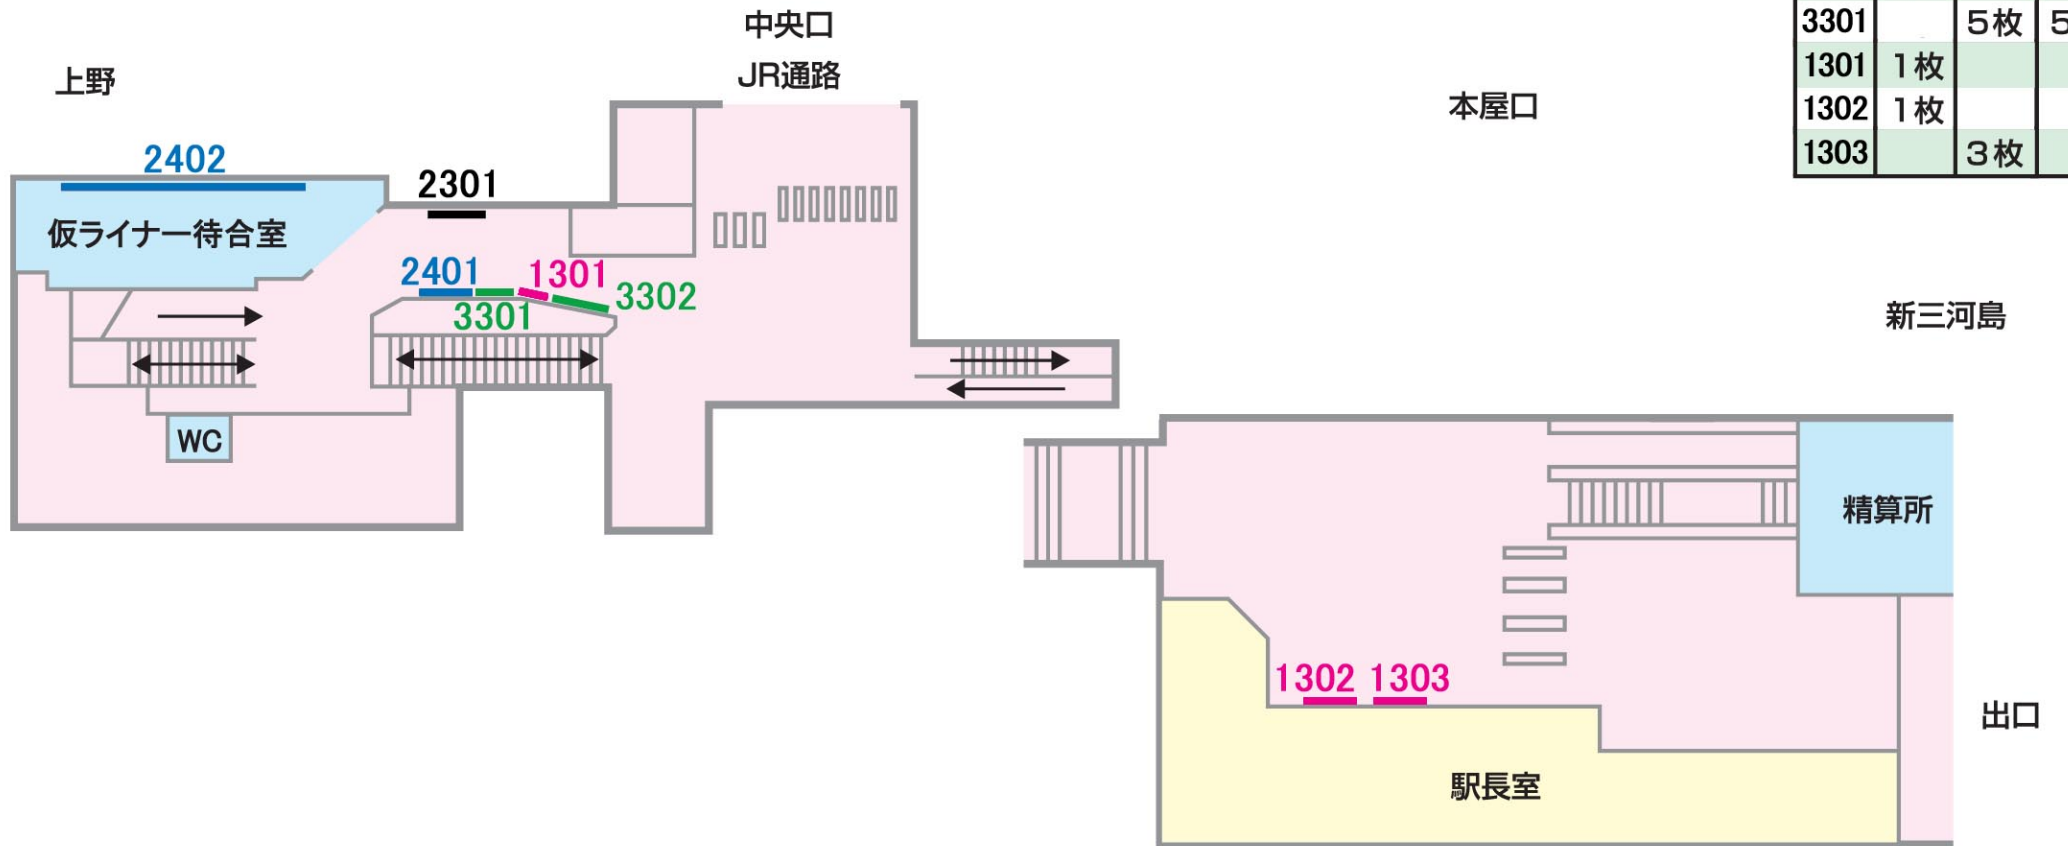 中央口
JR通路
上野
本屋口
3301 5枚 5
1301 1枚
1302 1枚
1303 3枚
2402
2301
仮ライナー待合室
2401
1301
3302
3301
新三河島
WC
精算所
1302
1303
出口
駅長室